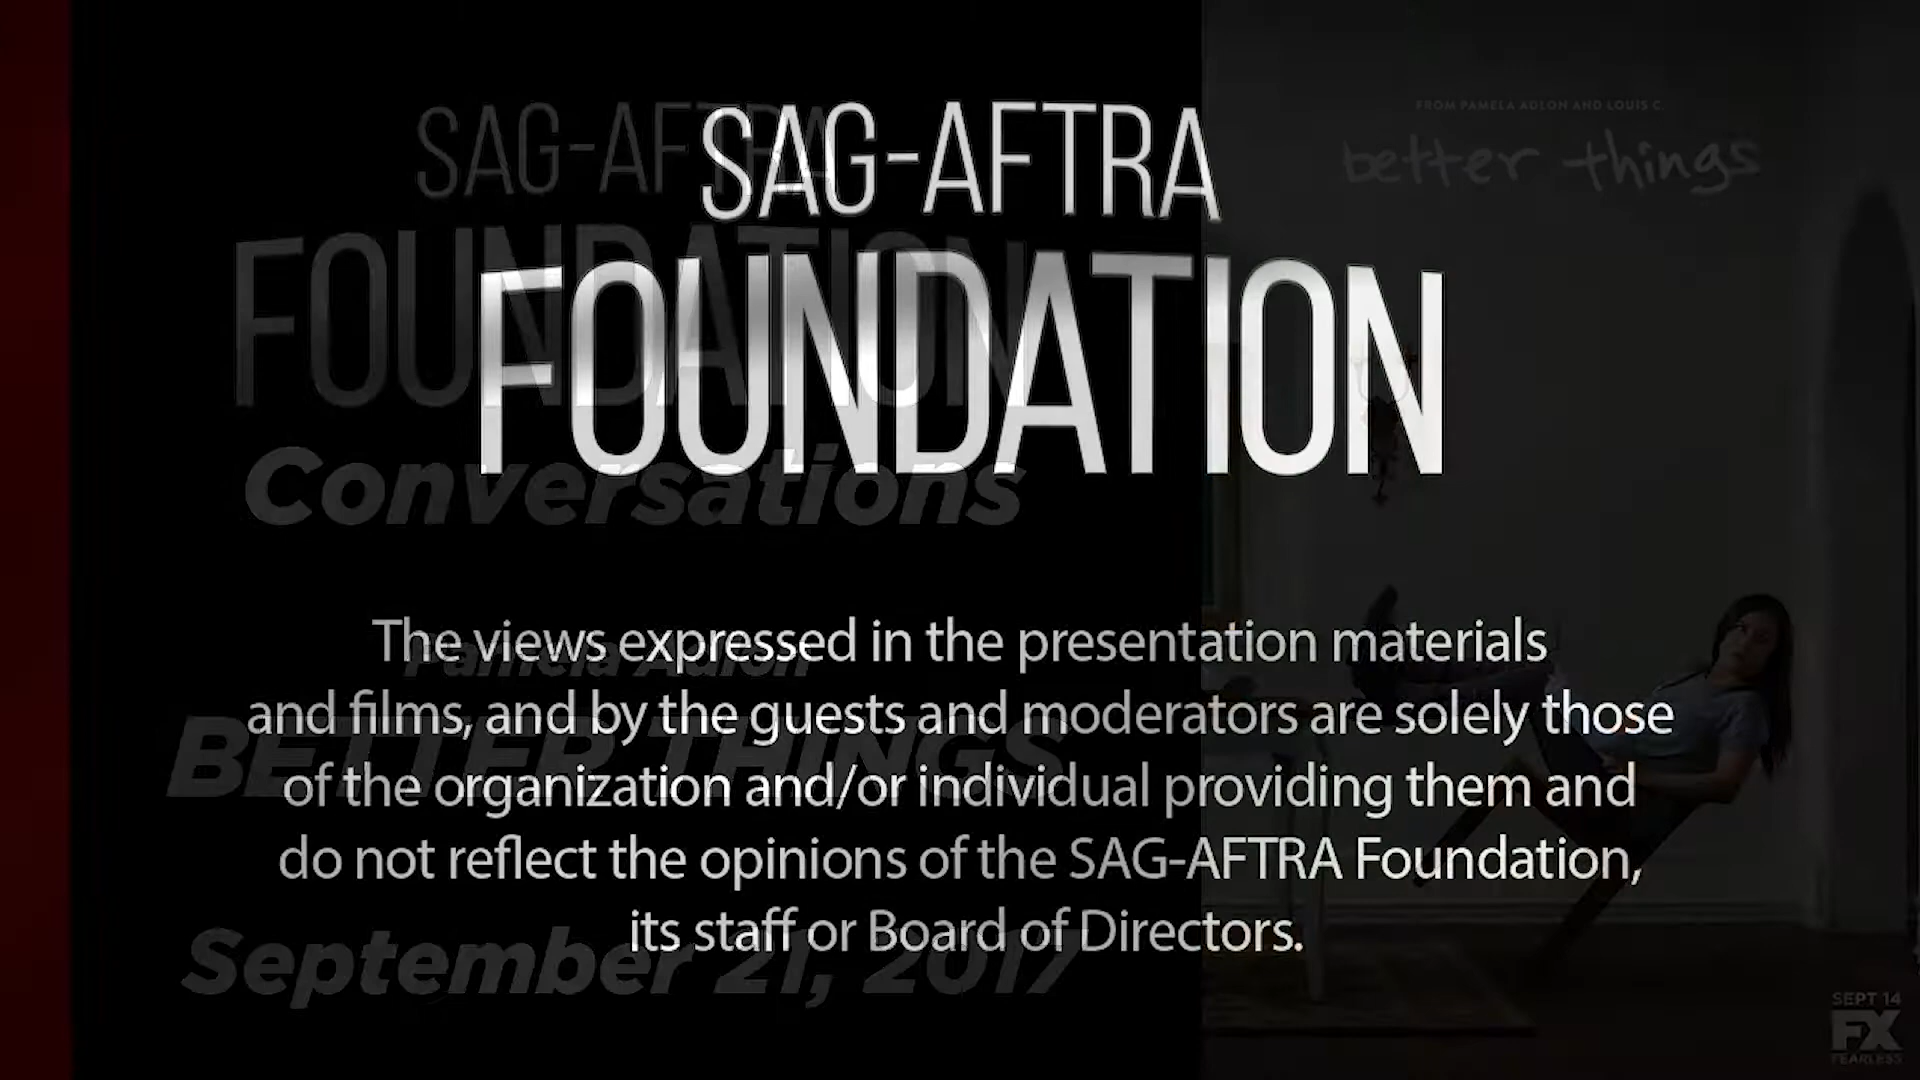 SAG-AFTRA
FOUNDATION
The views expressed in the presentation materials
and films, and by the guests and moderators are solely those
of the organization and/or individual providing them and
do not reflect the opinions of the SAG-AFTRA Foundation,
its staff or Board of Directors.
SAG-AFTRA
FOUNDATION
Conversations
Pamela Adlon
BETTER THINGS
September 21, 2017
FROM PAMELA ADLON AND LOUIS C.
better things
SEPT 14
FX
FEARLESS